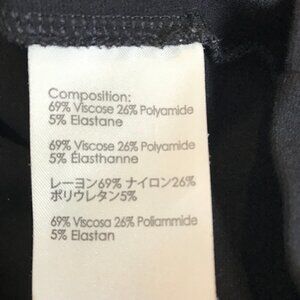 Composition:
69% Viscose 26% Polyamide
5% Elastane
69% Viscose 26% Polyamide
5% Élasthanne
レーヨン69% ナイロン26%
ポリウレタン5%
69% Viscosa 26% Poliammide
5% Elastan